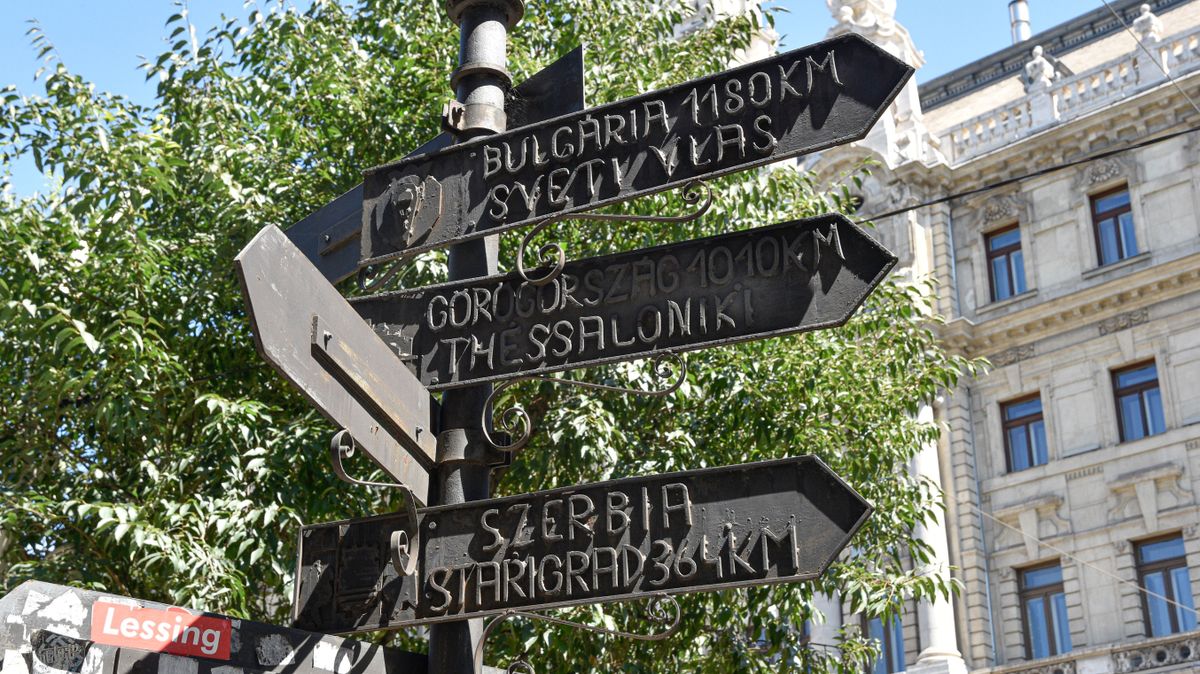 BULGÁRIA 1180KM
SVETI VLAS
GÖRÖGORSZÁG 1010KM
THESSALONIKI
SZERBIA
STARIGRAD 364KM
Lessing